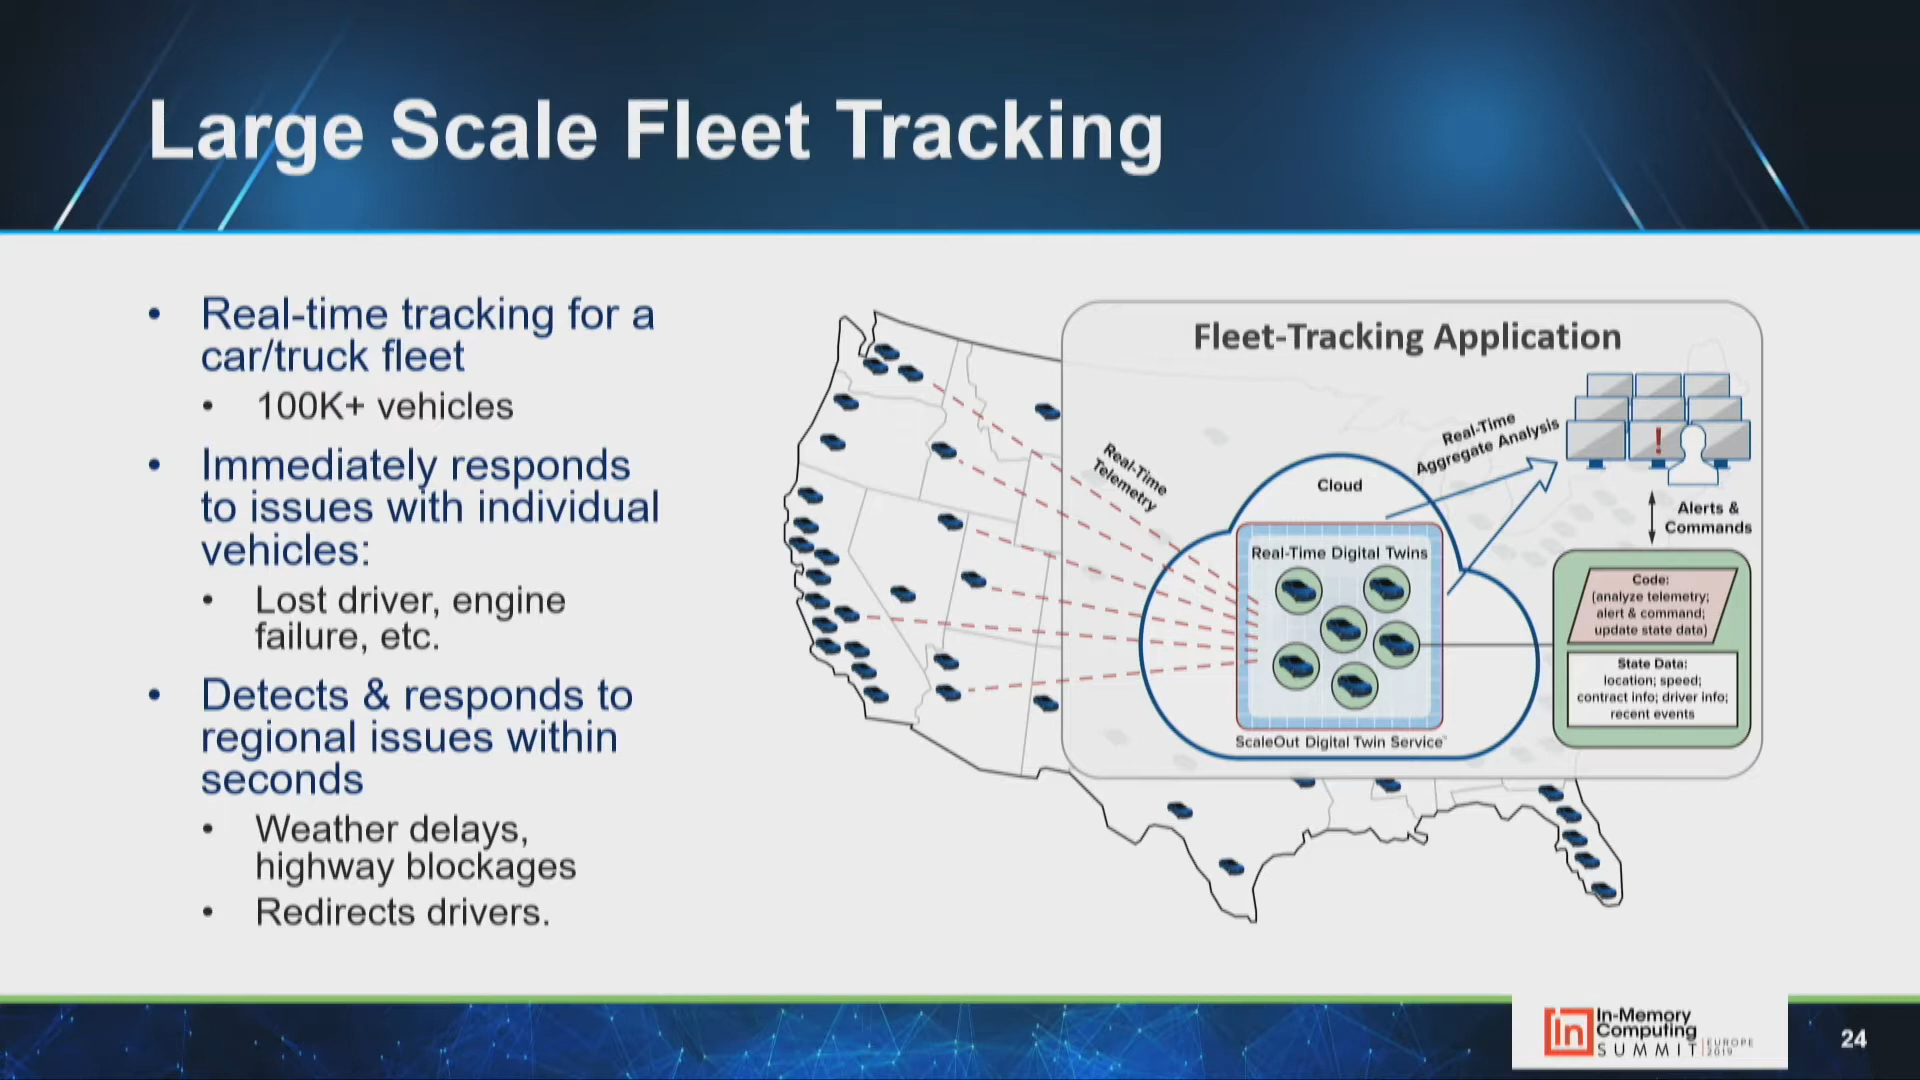 Large Scale Fleet Tracking
• Real-time tracking for a
car/truck fleet
• 100K+ vehicles
• Immediately responds
to issues with individual
vehicles:
• Lost driver, engine
failure, etc.
• Detects & responds to
regional issues within
seconds
• Weather delays,
highway blockages
• Redirects drivers.
Fleet-Tracking Application
Real-Time
Telemetry
Real-Time
Aggregate Analysis
!
Cloud
Alerts &
Commands
Real-Time Digital Twins
ScaleOut Digital Twin Service™
Code:
(analyze telemetry;
alert & command;
update state data)
State Data:
location; speed;
contract info; driver info;
recent events
in
In-Memory
Computing
SUMMIT
EUROPE
2019
24